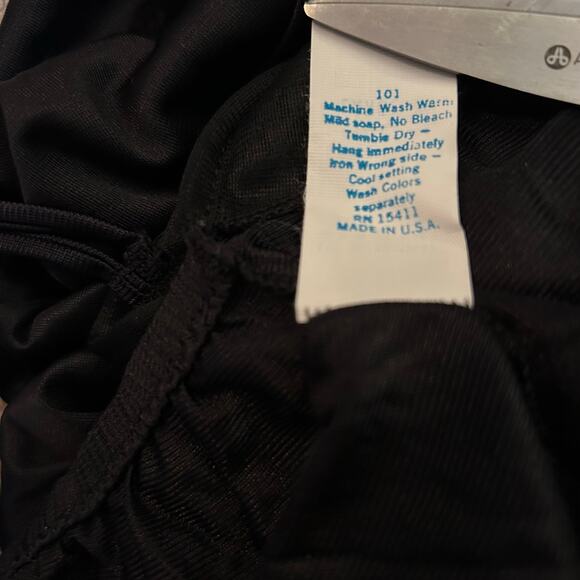 101
Machine Wash Warm
Mild soap, No Bleach
Tumble Dry –
Hang Immediately
Iron Wrong side –
Cool setting
Wash Colors
separately
RN 15411
MADE IN U.S.A.